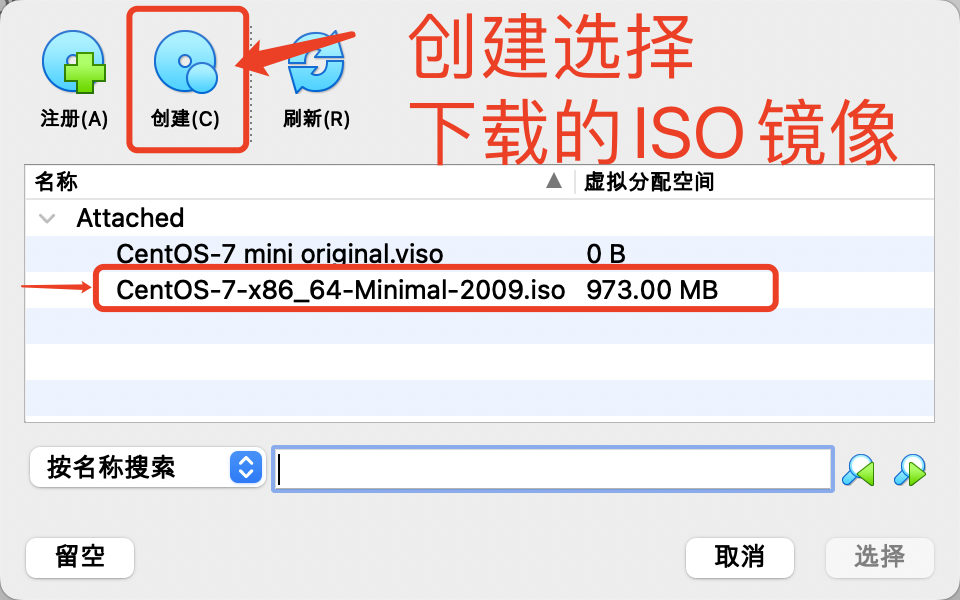 创建选择
下载的ISO镜像
注册(A)
创建(C)
刷新(R)
名称
虚拟分配空间
Attached
CentOS-7 mini original.viso
0 B
CentOS-7-x86_64-Minimal-2009.iso
973.00 MB
按名称搜索
留空
取消
选择